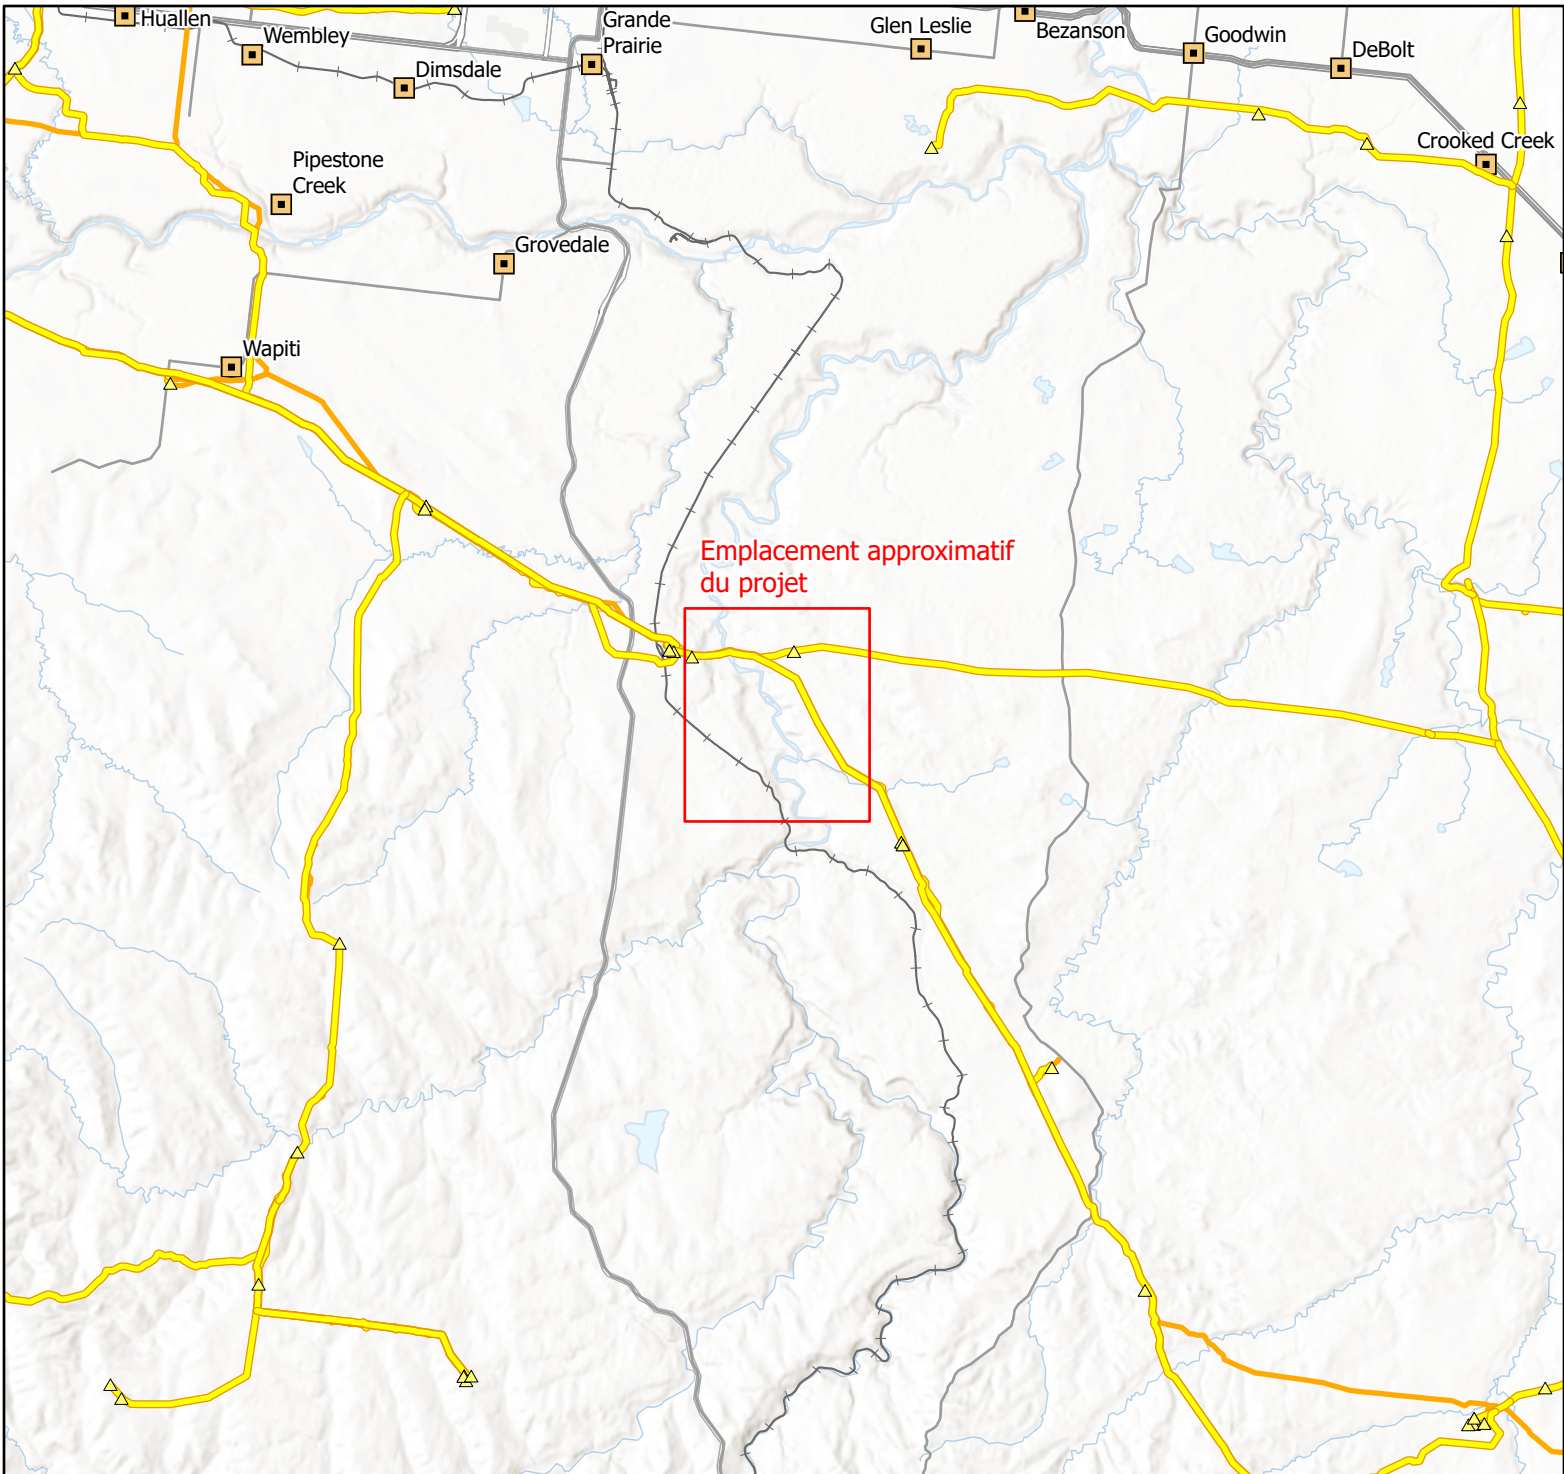 Huallen
Wembley
Dimsdale
Grande
Prairie
Glen Leslie
Bezanson
Goodwin
DeBolt
Crooked Creek
Pipestone
Creek
Grovedale
Wapiti
Emplacement approximatif
du projet